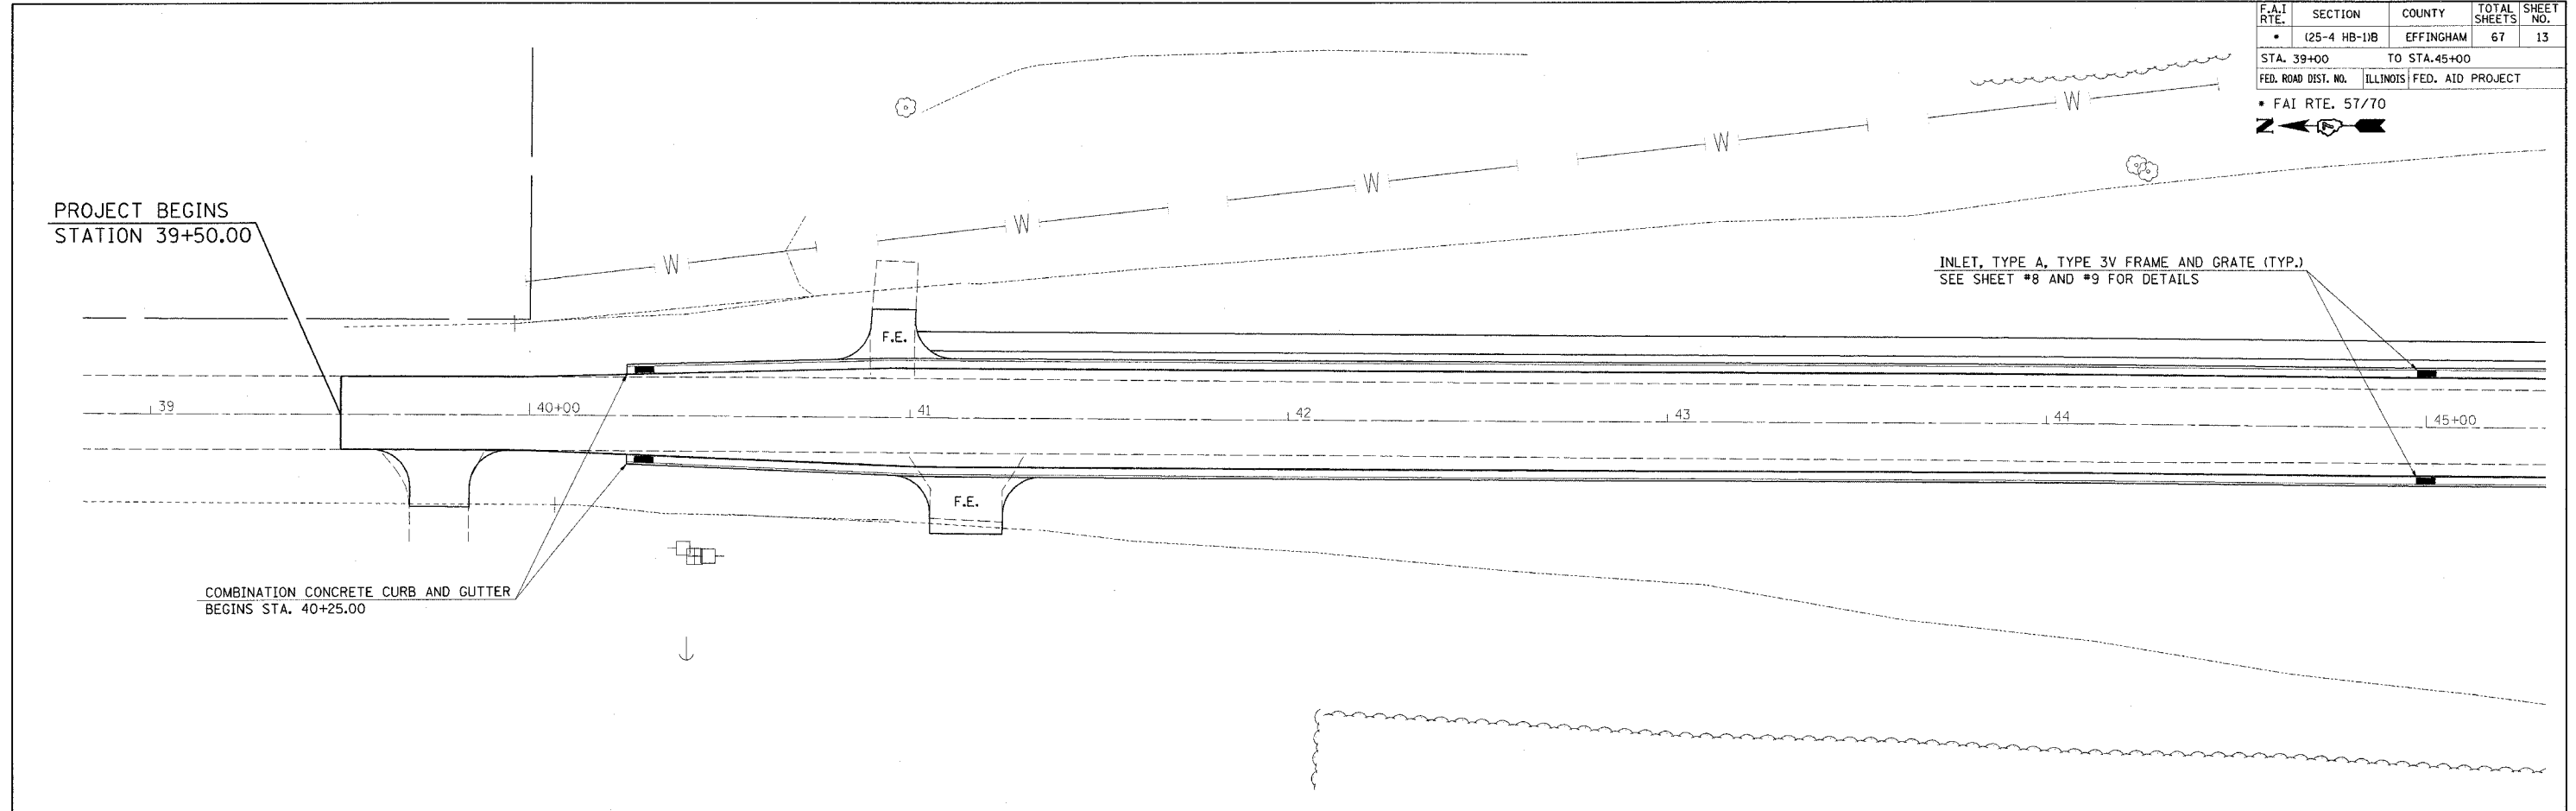 F.A.I RTE. SECTION COUNTY TOTAL SHEETS SHEET NO.
* (25-4 HB-1)B EFFINGHAM 67 13
STA. 39+00 TO STA.45+00
FED. ROAD DIST. NO. ILLINOIS FED. AID PROJECT
* FAI RTE. 57/70
Z
W
W
W
W
W
PROJECT BEGINS
STATION 39+50.00
INLET, TYPE A, TYPE 3V FRAME AND GRATE (TYP.)
SEE SHEET #8 AND #9 FOR DETAILS
F.E.
39 40+00 41 42 43 44 45+00
F.E.
COMBINATION CONCRETE CURB AND GUTTER
BEGINS STA. 40+25.00